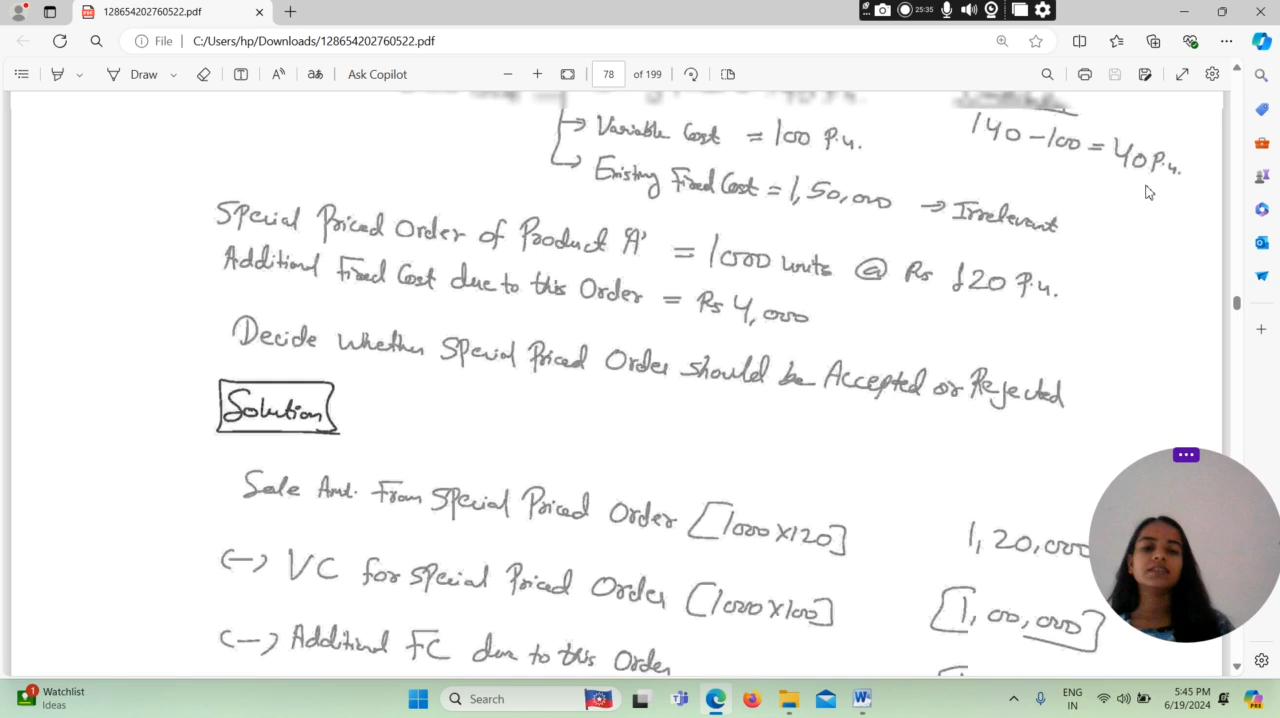 128654202760522.pdf
25:35
File
C:/Users/hp/Downloads/128654202760522.pdf
Draw
Ask Copilot
78
of 199
→ Variable Cost = 100 P.u.
140 - 100 = 40 P.u.
→ Existing Fixed Cost = 1,50,000 → Irrelevant
Special Priced Order of Product 'A' = 1000 units @ Rs 120 P.u.
Additional Fixed Cost due to this Order = Rs 4,000
Decide whether Special Priced Order should be Accepted or Rejected
Solution
Sale Amt. From Special Priced Order [1000 X 120] 1,20,000
(-) VC for Special Priced Order [1000 X 100] [1,00,000]
(-) Additional FC due to this Order
Watchlist
Ideas
1
Search
ENG
IN
5:45 PM
6/19/2024